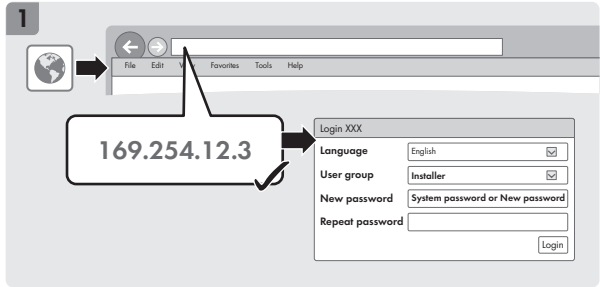 1
File Edit View Favorites Tools Help
169.254.12.3
Login XXX
Language English
User group Installer
New password System password or New password
Repeat password
Login